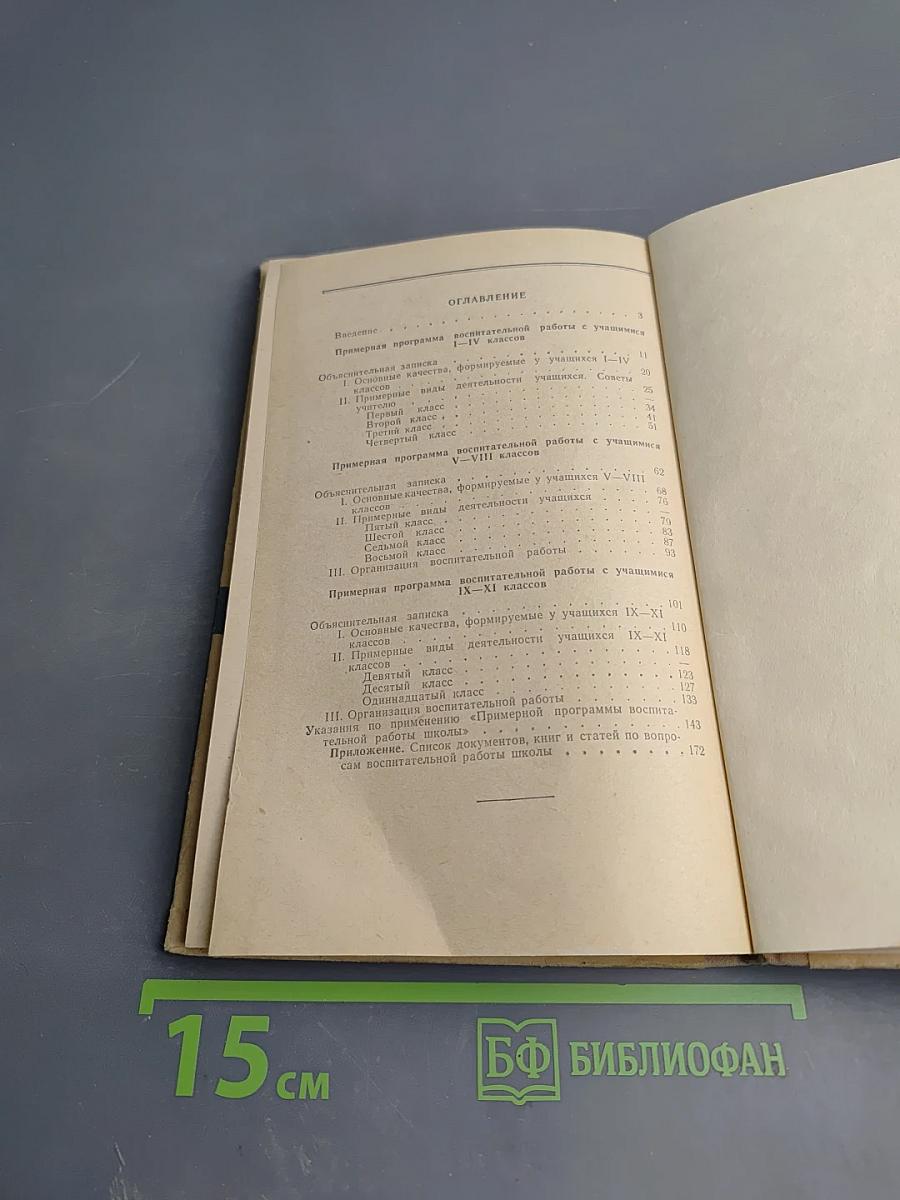 ОГЛАВЛЕНИЕ
Введение . . . . . . . . . . . . . . . . . . 3
Примерная программа воспитательной работы с учащимися
I—IV классов
Объяснительная записка . . . . . . . . . . . . 11
I. Основные качества, формируемые у учащихся I—IV
классов . . . . . . . . . . . . . . . . 20
II. Примерные виды деятельности учащихся. Советы
учителю . . . . . . . . . . . . . . . . 25
Первый класс . . . . . . . . . . . . . —
Второй класс . . . . . . . . . . . . . 34
Третий класс . . . . . . . . . . . . . 41
Четвертый класс . . . . . . . . . . . . 51
Примерная программа воспитательной работы с учащимися
V—VIII классов
Объяснительная записка . . . . . . . . . . . . 62
I. Основные качества, формируемые у учащихся V—VIII
классов . . . . . . . . . . . . . . . . 68
II. Примерные виды деятельности учащихся . . . . . 76
Пятый класс . . . . . . . . . . . . . —
Шестой класс . . . . . . . . . . . . . 79
Седьмой класс . . . . . . . . . . . . . 83
Восьмой класс . . . . . . . . . . . . . 87
III. Организация воспитательной работы . . . . . . 93
Примерная программа воспитательной работы с учащимися
IX—XI классов
Объяснительная записка . . . . . . . . . . . . 101
I. Основные качества, формируемые у учащихся IX—XI
классов . . . . . . . . . . . . . . . . 110
II. Примерные виды деятельности учащихся IX—XI
классов . . . . . . . . . . . . . . . . 118
Девятый класс . . . . . . . . . . . . . —
Десятый класс . . . . . . . . . . . . . 123
Одиннадцатый класс . . . . . . . . . . . 127
III. Организация воспитательной работы . . . . . . 133
Указания по применению «Примерной программы воспита-
тельной работы школы» . . . . . . . . . . . 143
Приложение. Список документов, книг и статей по вопро-
сам воспитательной работы школы . . . . . . . 172
15 см
БФ БИБЛИОФАН